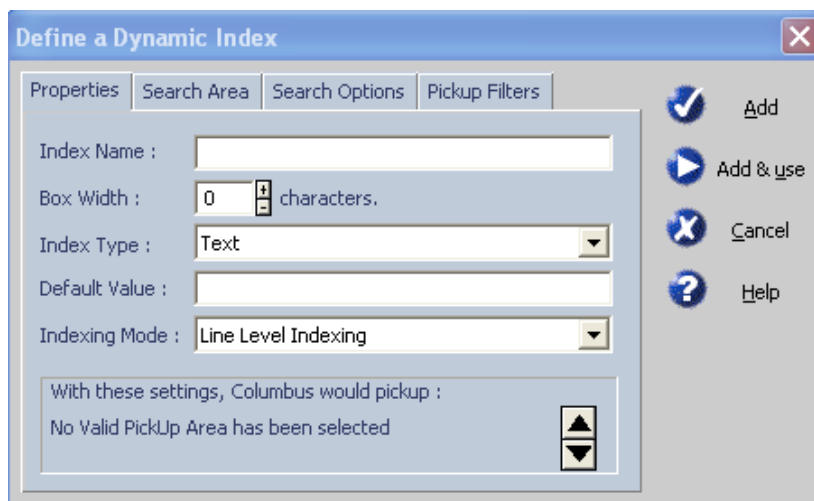 Define a Dynamic Index
Properties
Search Area
Search Options
Pickup Filters
Index Name :
Box Width :
0
characters.
Index Type :
Text
Default Value :
Indexing Mode :
Line Level Indexing
With these settings, Columbus would pickup :
No Valid PickUp Area has been selected
Add
Add & use
Cancel
Help